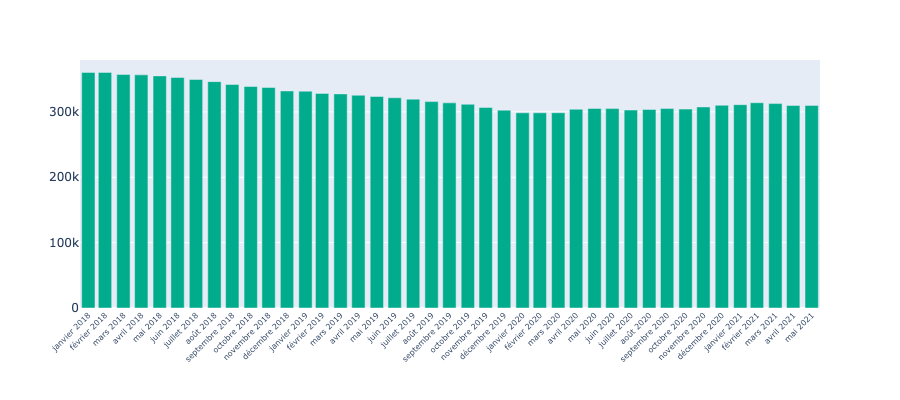 300k
200k
100k
0
janvier 2018
février 2018
mars 2018
avril 2018
mai 2018
juin 2018
juillet 2018
août 2018
septembre 2018
octobre 2018
novembre 2018
décembre 2018
janvier 2019
février 2019
mars 2019
avril 2019
mai 2019
juin 2019
juillet 2019
août 2019
septembre 2019
octobre 2019
novembre 2019
décembre 2019
janvier 2020
février 2020
mars 2020
avril 2020
mai 2020
juin 2020
juillet 2020
août 2020
septembre 2020
octobre 2020
novembre 2020
décembre 2020
janvier 2021
février 2021
mars 2021
avril 2021
mai 2021